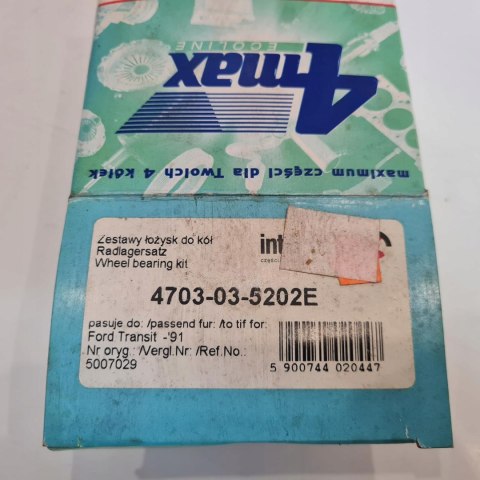 4max
ECOLINE
maximum części dla Twoich 4 kółek
Zestawy łożysk do kół
Radlagersatz
Wheel bearing kit
int
części
4703-03-5202E
pasuje do: /passend fur: /to tif for:
Ford Transit -'91
Nr oryg.: /Vergl.Nr: /Ref.No.:
5007029
5 900744 020447